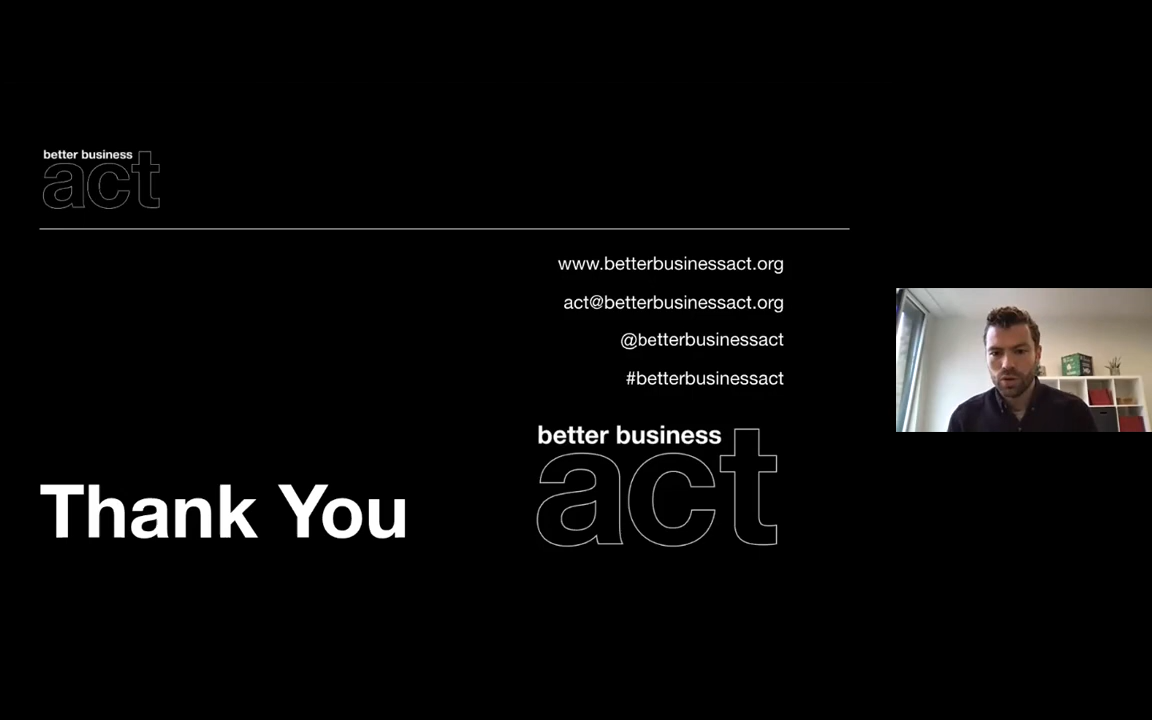 better business
act
www.betterbusinessact.org
act@betterbusinessact.org
@betterbusinessact
#betterbusinessact
better business
act
Thank You